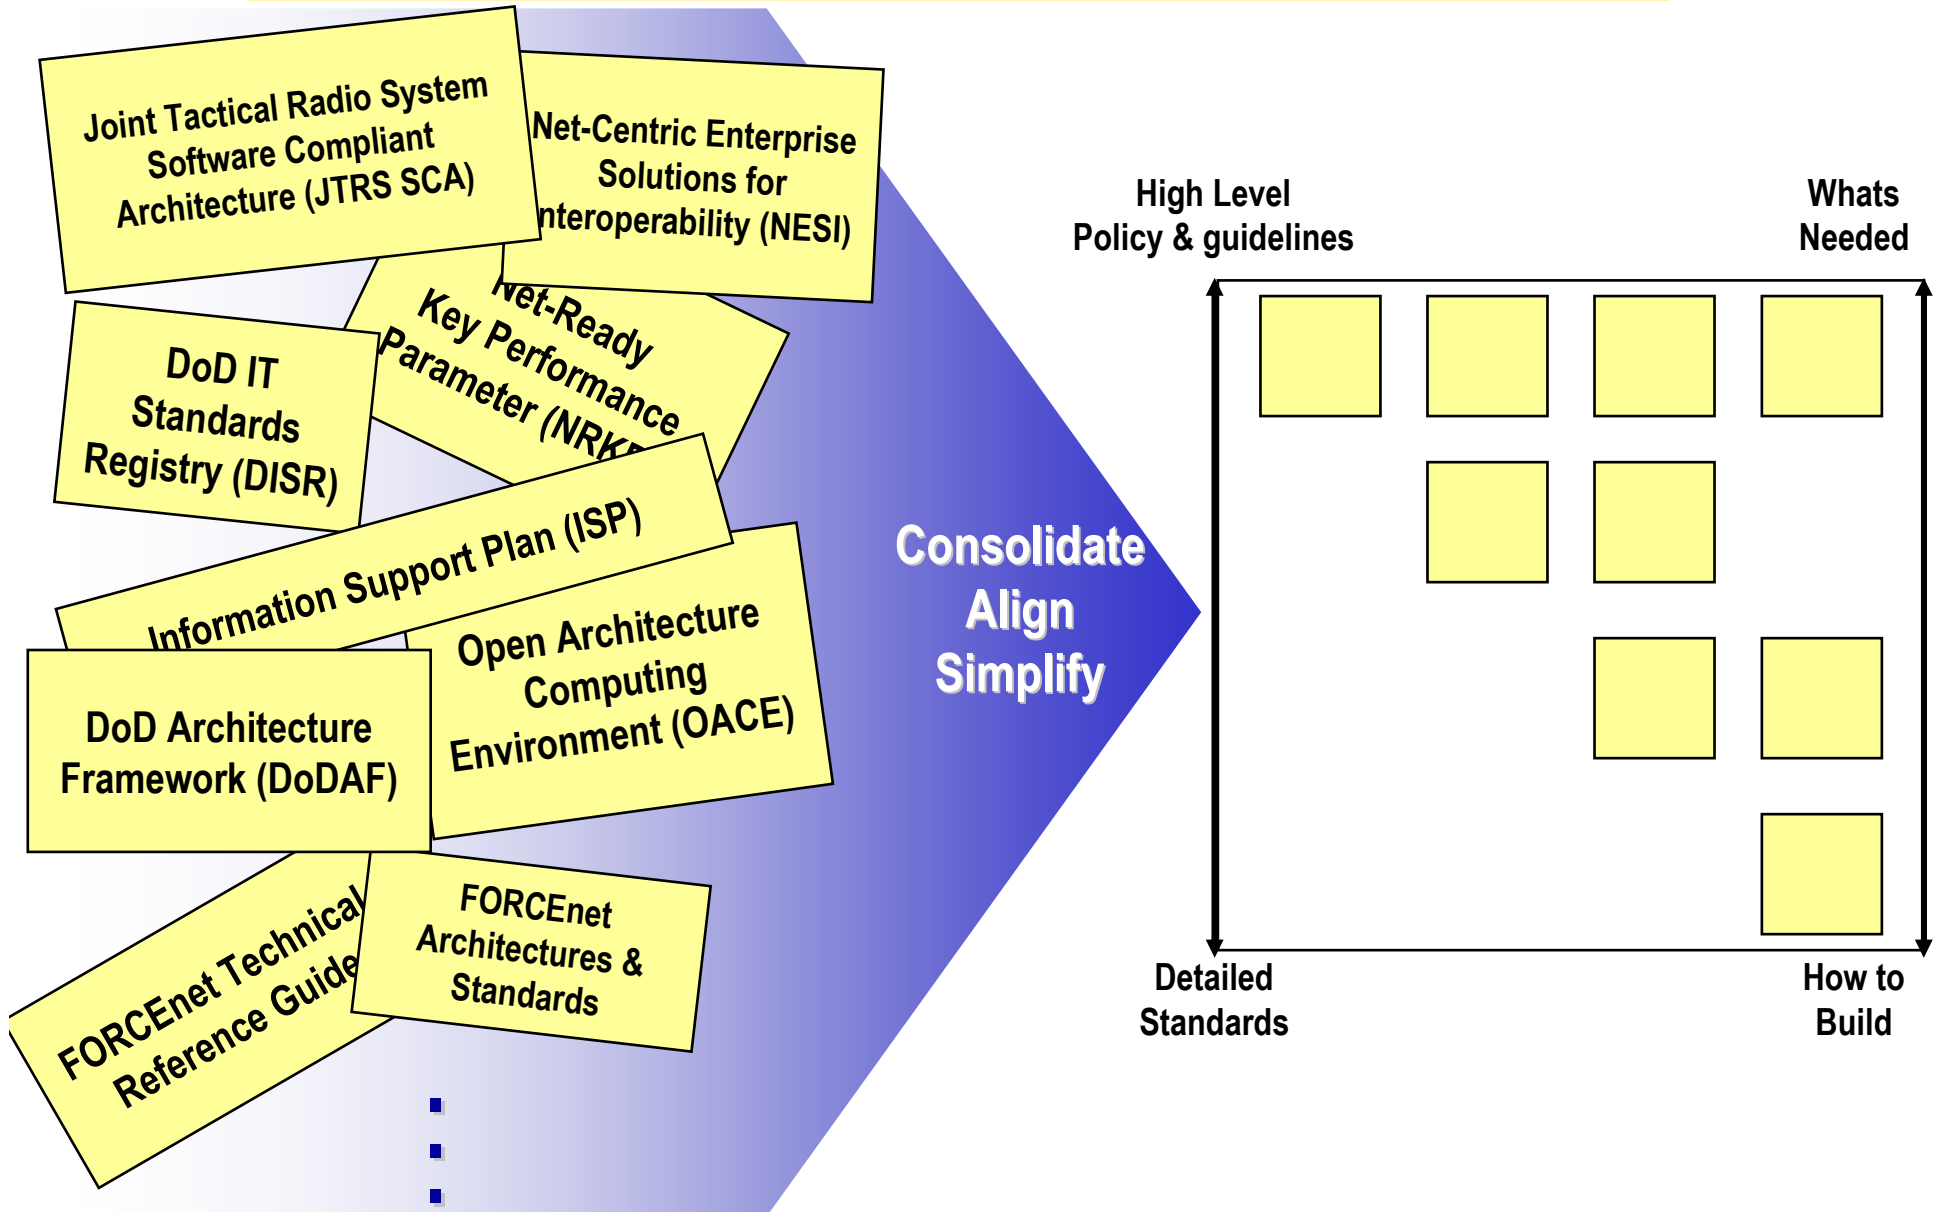 Joint Tactical Radio System
Software Compliant
Architecture (JTRS SCA)
Net-Centric Enterprise
Solutions for
nteroperability (NESI)
Net-Ready
Key Performance
Parameter (NRKP
DoD IT
Standards
Registry (DISR)
Information Support Plan (ISP)
Open Architecture
Computing
Environment (OACE)
DoD Architecture
Framework (DoDAF)
FORCEnet Technical
Reference Guide
FORCEnet
Architectures &
Standards
Consolidate
Align
Simplify
High Level
Policy & guidelines
Whats
Needed
Detailed
Standards
How to
Build